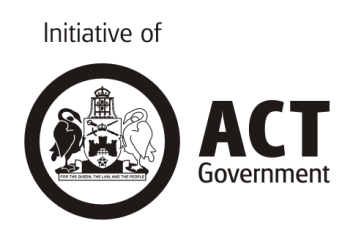 Initiative of
ACT
Government
FOR THE QUEEN, THE LAW, AND THE PEOPLE